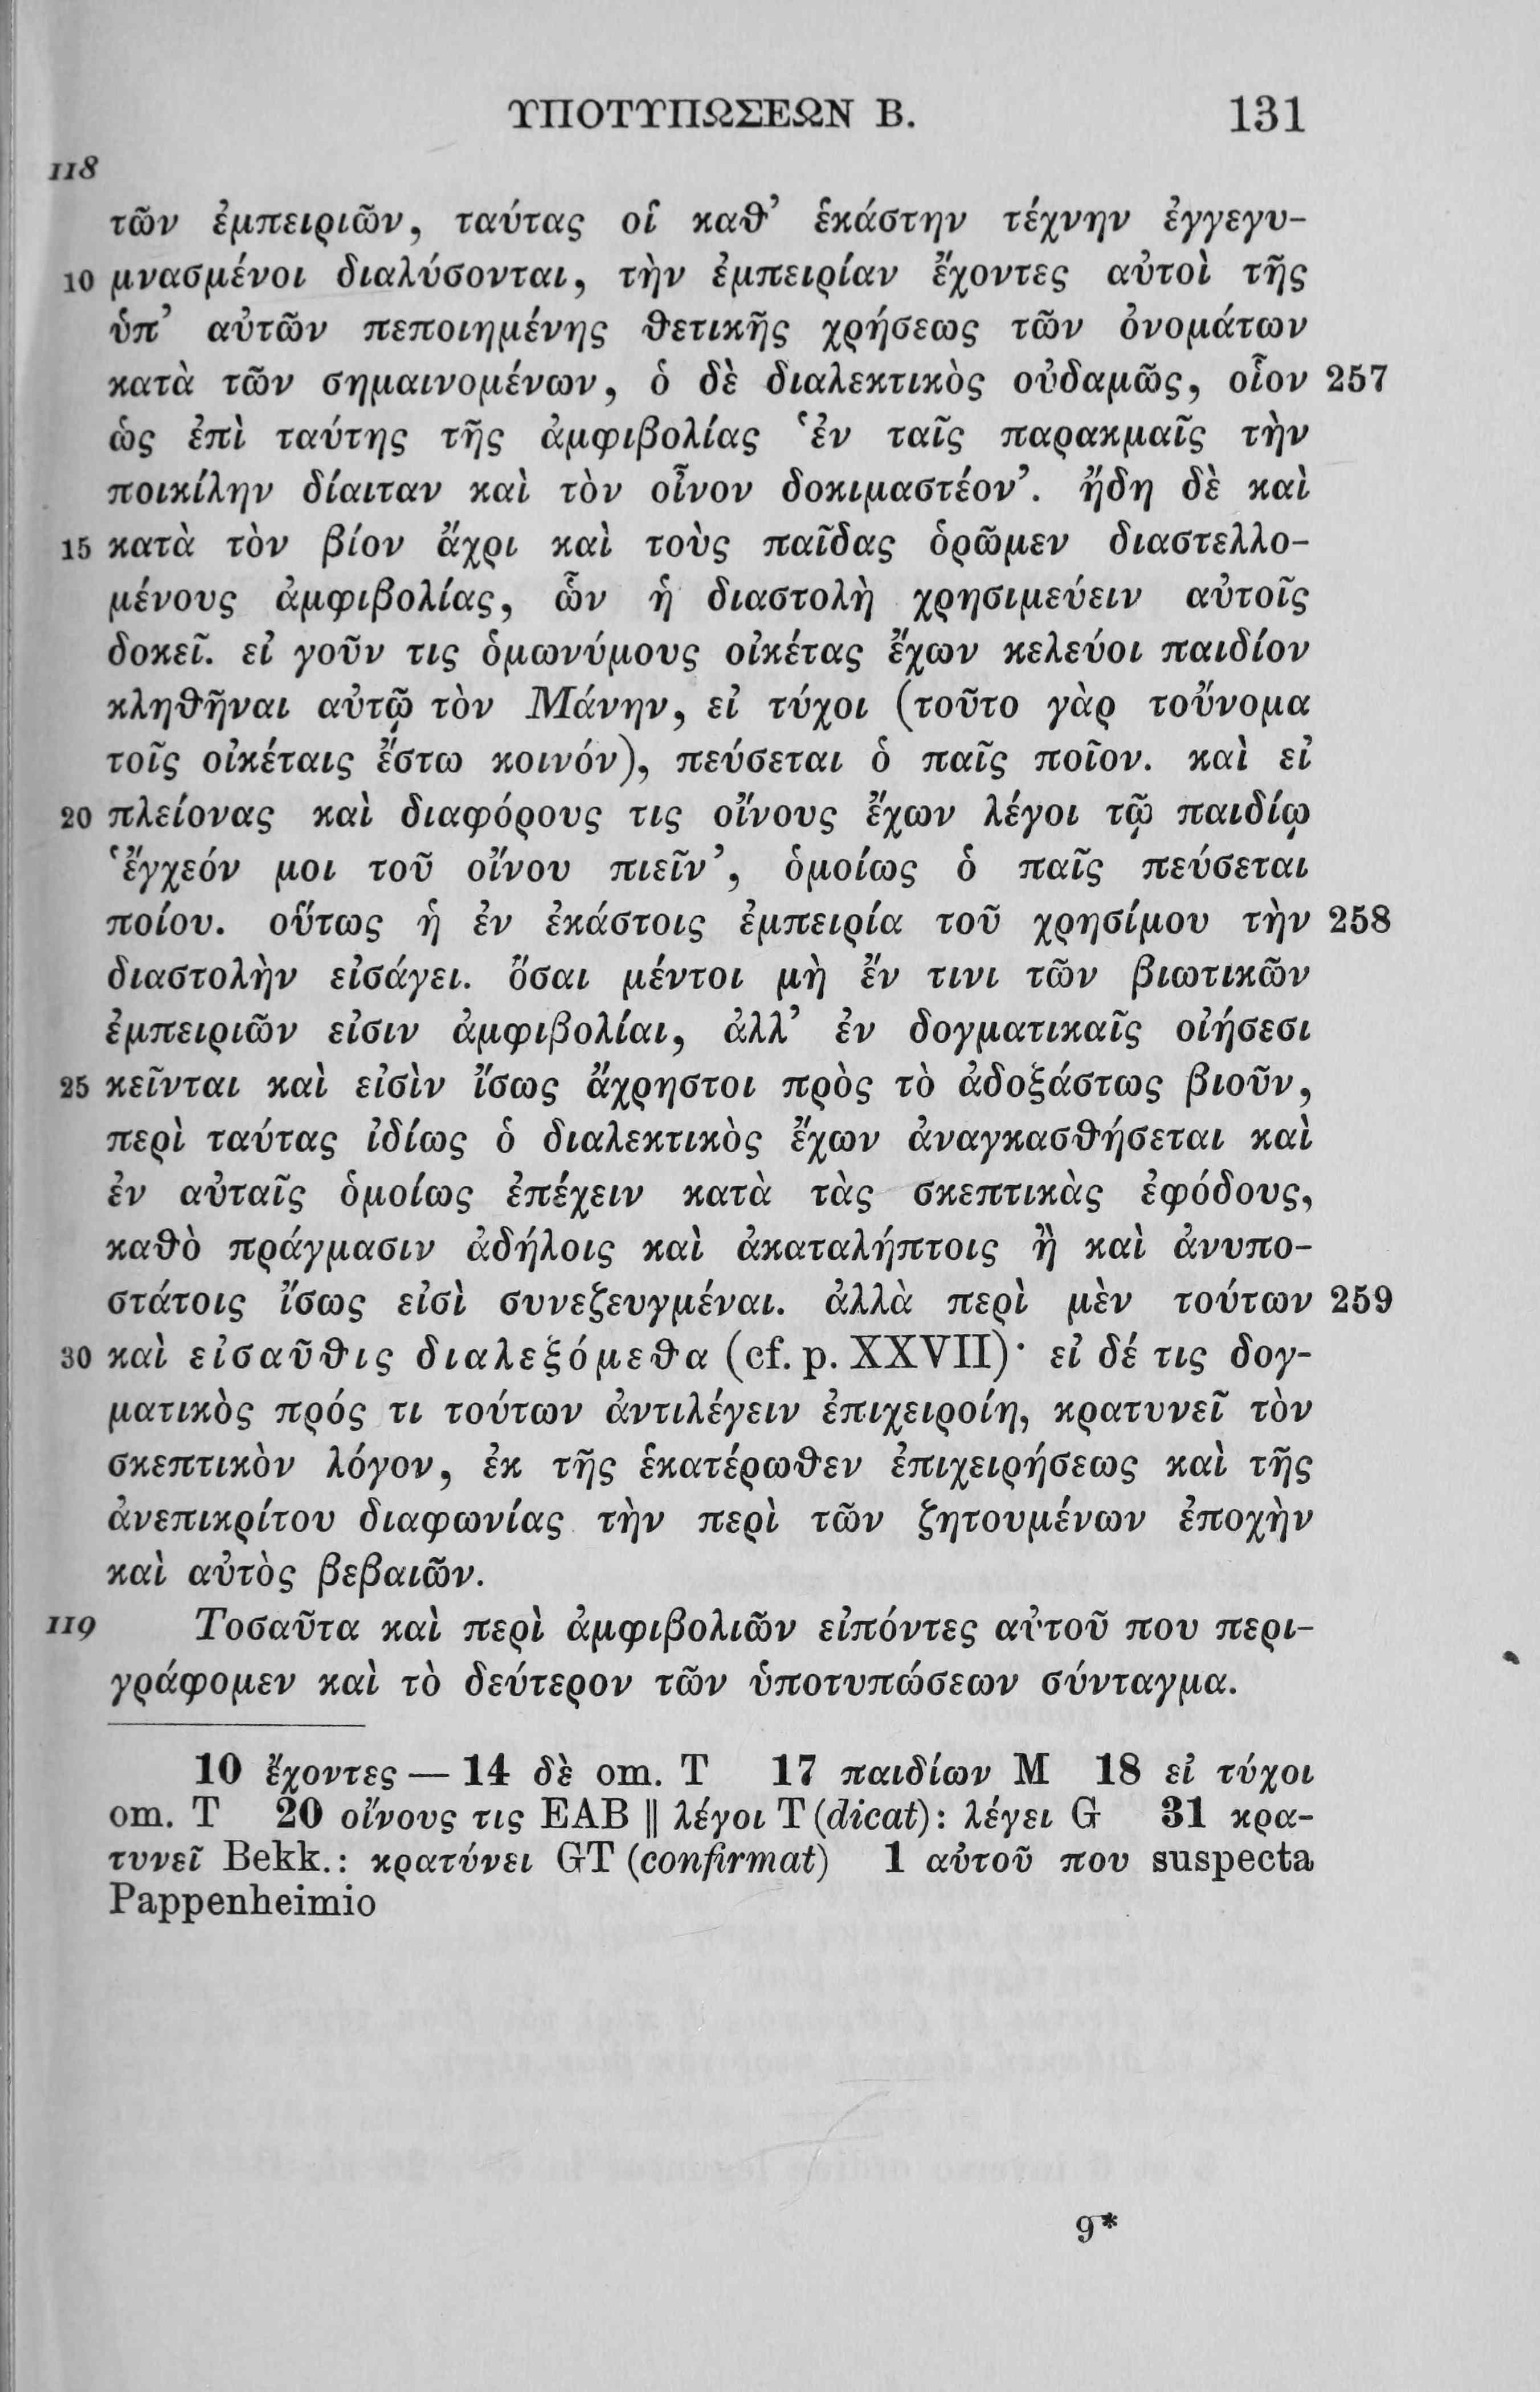 ΥΠΟΤΥΠΩΣΕΩΝ Β. 131
118
τῶν ἐμπειριῶν, ταύτας οἱ καθ’ ἑκάστην τέχνην ἐγγεγυ-
10 μνασμένοι διαλύσονται, τὴν ἐμπειρίαν ἔχοντες αὐτοὶ τῆς
ὑπ’ αὐτῶν πεποιημένης θετικῆς χρήσεως τῶν ὀνομάτων
κατὰ τῶν σημαινομένων, ὁ δὲ διαλεκτικὸς οὐδαμῶς, οἷον 257
ὡς ἐπὶ ταύτης τῆς ἀμφιβολίας ‘ἐν ταῖς παρακμαῖς τὴν
ποικίλην δίαιταν καὶ τὸν οἶνον δοκιμαστέον’. ἤδη δὲ καὶ
15 κατὰ τὸν βίον ἄχρι καὶ τοὺς παῖδας ὁρῶμεν διαστελλο-
μένους ἀμφιβολίας, ὧν ἡ διαστολὴ χρησιμεύειν αὐτοῖς
δοκεῖ. εἰ γοῦν τις ὁμωνύμους οἰκέτας ἔχων κελεύοι παιδίον
κληθῆναι αὐτῷ τὸν Μάνην, εἰ τύχοι (τοῦτο γὰρ τοὔνομα
τοῖς οἰκέταις ἔστω κοινόν), πεύσεται ὁ παῖς ποῖον. καὶ εἰ
20 πλείονας καὶ διαφόρους τις οἴνους ἔχων λέγοι τῷ παιδίῳ
‘ἔγχεόν μοι τοῦ οἴνου πιεῖν’, ὁμοίως ὁ παῖς πεύσεται
ποίου. οὕτως ἡ ἐν ἑκάστοις ἐμπειρία τοῦ χρησίμου τὴν 258
διαστολὴν εἰσάγει. ὅσαι μέντοι μὴ ἔν τινι τῶν βιωτικῶν
ἐμπειριῶν εἰσιν ἀμφιβολίαι, ἀλλ’ ἐν δογματικαῖς οἰήσεσι
25 κεῖνται καὶ εἰσὶν ἴσως ἄχρηστοι πρὸς τὸ ἀδοξάστως βιοῦν,
περὶ ταύτας ἰδίως ὁ διαλεκτικὸς ἔχων ἀναγκασθήσεται καὶ
ἐν αὐταῖς ὁμοίως ἐπέχειν κατὰ τὰς σκεπτικὰς ἐφόδους,
καθὸ πράγμασιν ἀδήλοις καὶ ἀκαταλήπτοις ἢ καὶ ἀνυπο-
στάτοις ἴσως εἰσὶ συνεζευγμέναι. ἀλλὰ περὶ μὲν τούτων 259
30 καὶ εἰσαῦθις διαλεξόμεθα (cf. p. XXVII)· εἰ δέ τις δογ-
ματικὸς πρός τι τούτων ἀντιλέγειν ἐπιχειροίη, κρατυνεῖ τὸν
σκεπτικὸν λόγον, ἐκ τῆς ἑκατέρωθεν ἐπιχειρήσεως καὶ τῆς
ἀνεπικρίτου διαφωνίας τὴν περὶ τῶν ζητουμένων ἐποχὴν
καὶ αὐτὸς βεβαιῶν.
119 Τοσαῦτα καὶ περὶ ἀμφιβολιῶν εἰπόντες αὐτοῦ που περι-
γράφομεν καὶ τὸ δεύτερον τῶν ὑποτυπώσεων σύνταγμα.
10 ἔχοντες — 14 δὲ om. T 17 παιδίων M 18 εἰ τύχοι
om. T 20 οἴνους τις EAB || λέγοι T (dicat): λέγει G 31 κρα-
τυνεῖ Bekk.: κρατύνει GT (confirmat) 1 αὐτοῦ που suspecta
Pappenheimio
9*